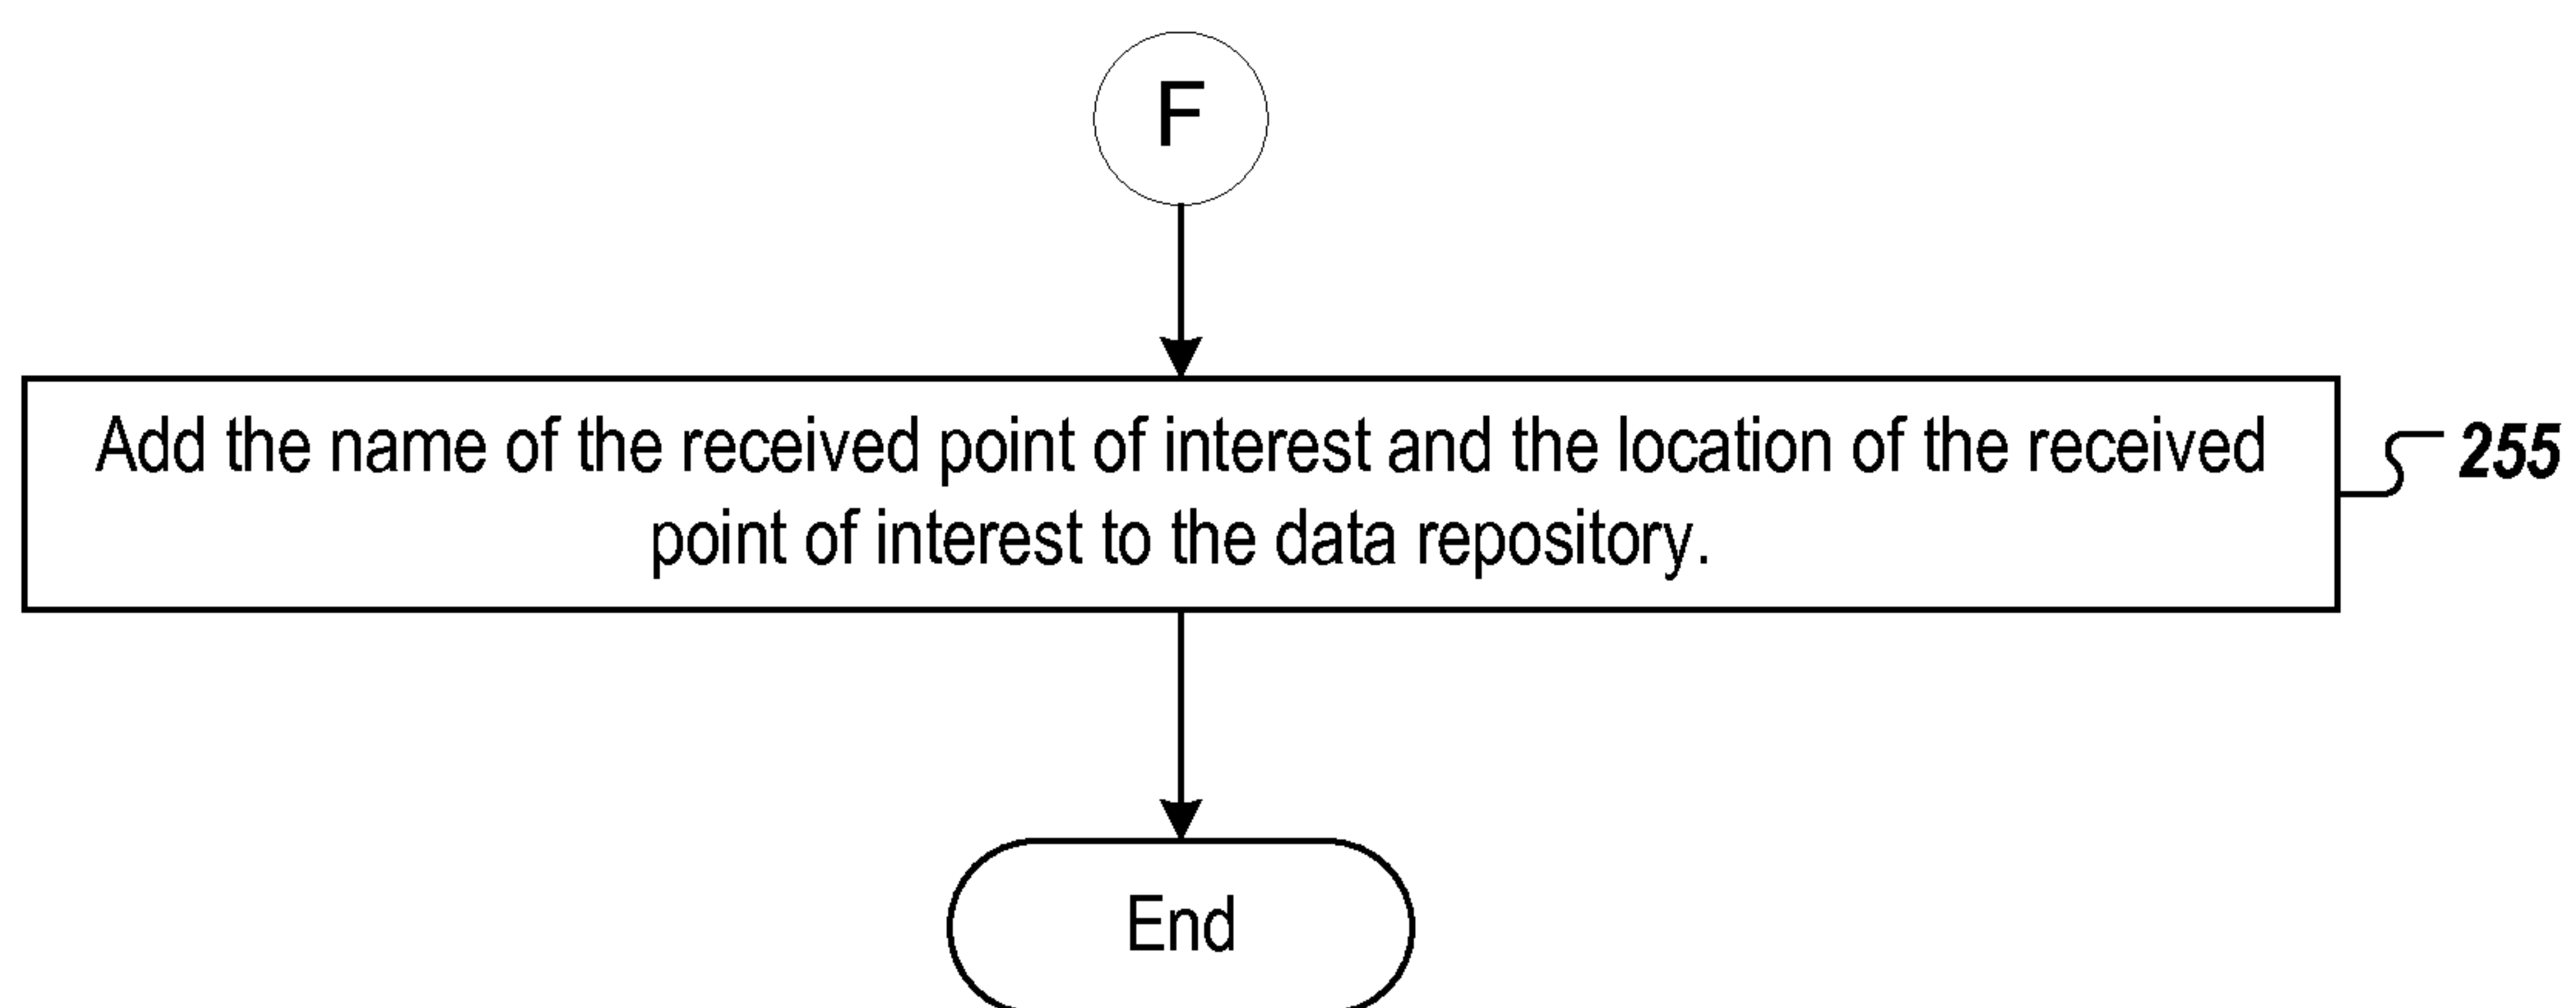 F
Add the name of the received point of interest and the location of the received
point of interest to the data repository.
255
End